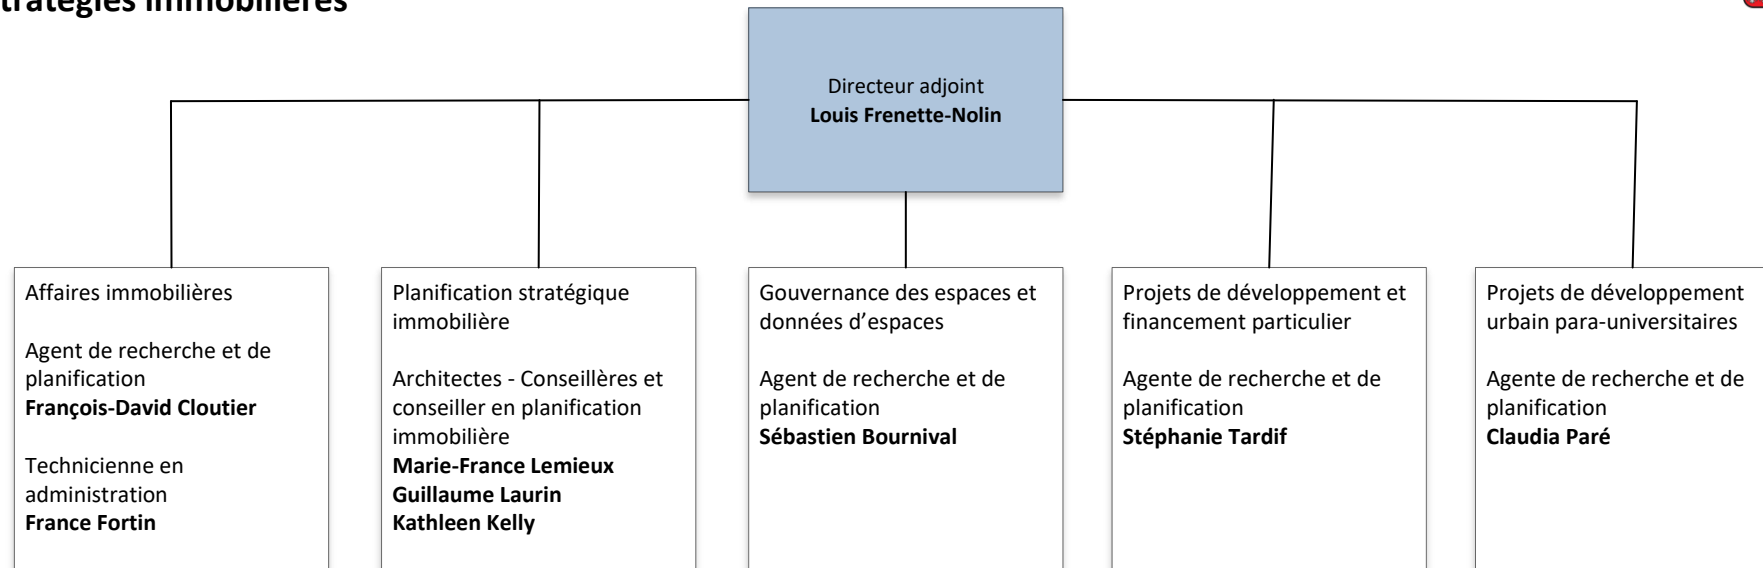 tratégies immobilières
Directeur adjoint
Louis Frenette-Nolin
Affaires immobilières
Agent de recherche et de
planification
François-David Cloutier
Technicienne en
administration
France Fortin
Planification stratégique
immobilière
Architectes - Conseillères et
conseiller en planification
immobilière
Marie-France Lemieux
Guillaume Laurin
Kathleen Kelly
Gouvernance des espaces et
données d’espaces
Agent de recherche et de
planification
Sébastien Bournival
Projets de développement et
financement particulier
Agente de recherche et de
planification
Stéphanie Tardif
Projets de développement
urbain para-universitaires
Agente de recherche et de
planification
Claudia Paré